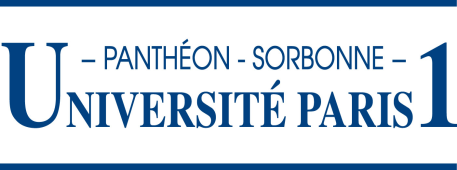 – PANTHÉON - SORBONNE –
UNIVERSITÉ PARIS 1